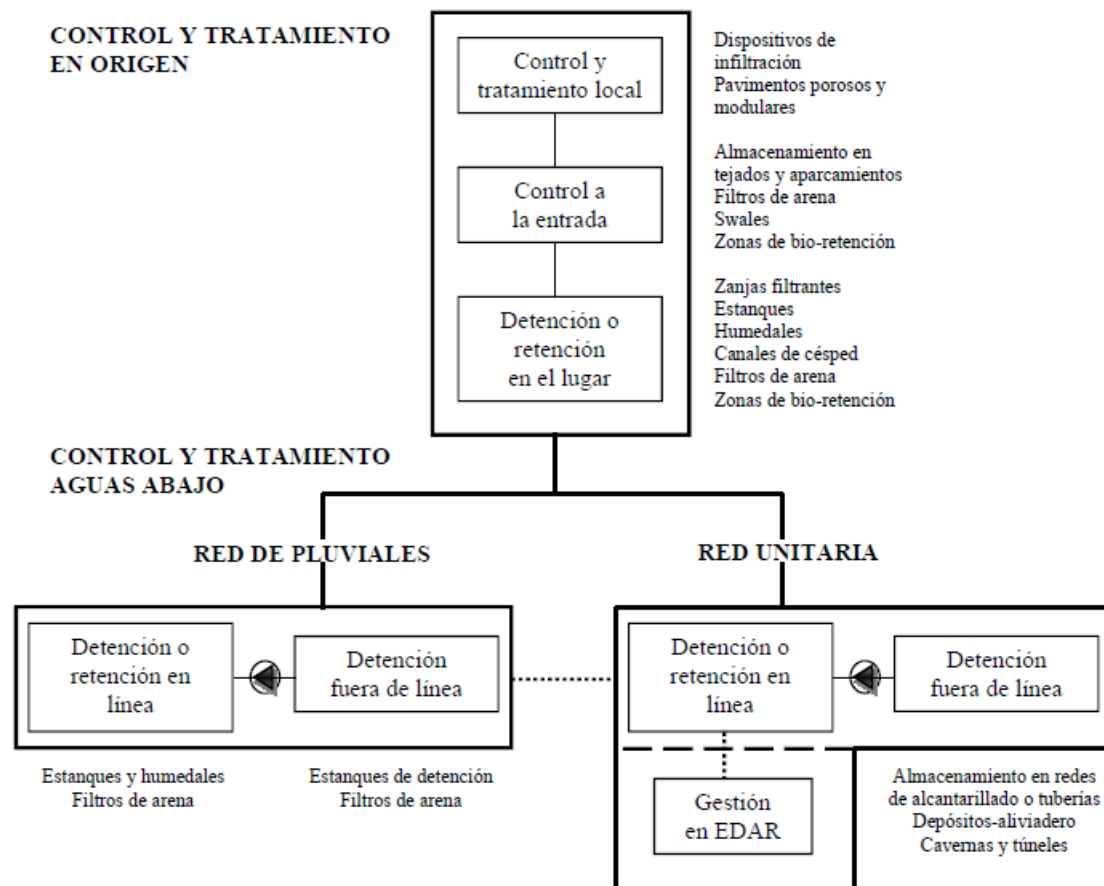 CONTROL Y TRATAMIENTO
EN ORIGEN
Control y
tratamiento local
Dispositivos de
infiltración
Pavimentos porosos y
modulares
Control a
la entrada
Almacenamiento en
tejados y aparcamientos
Filtros de arena
Swales
Zonas de bio-retención
Detención o
retención
en el lugar
Zanjas filtrantes
Estanques
Humedales
Canales de césped
Filtros de arena
Zonas de bio-retención
CONTROL Y TRATAMIENTO
AGUAS ABAJO
RED DE PLUVIALES
Detención o
retención en
línea
Detención
fuera de línea
Estanques y humedales
Filtros de arena
Estanques de detención
Filtros de arena
RED UNITARIA
Detención o
retención en
línea
Detención
fuera de línea
Gestión
en EDAR
Almacenamiento en redes
de alcantarillado o tuberías
Depósitos-aliviadero
Cavernas y túneles